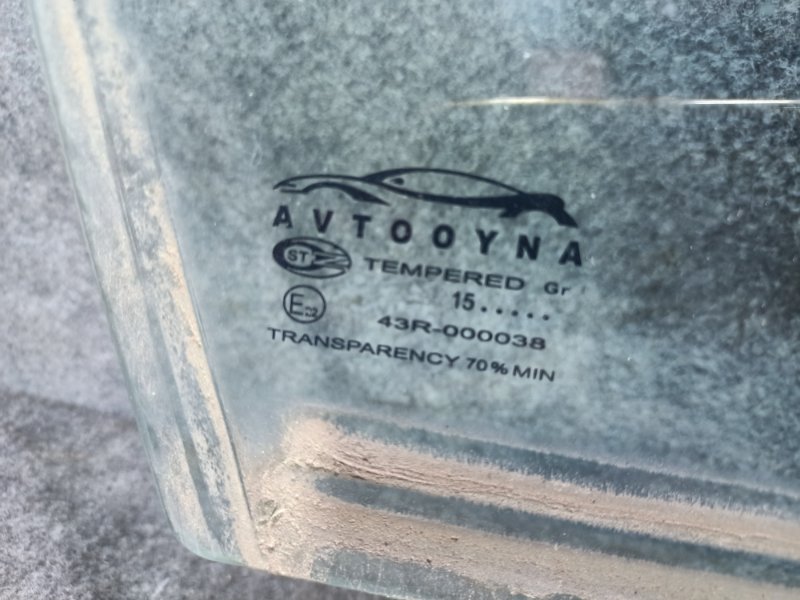 AVTOOYNA
ST
TEMPERED Gr
15.....
E
43R-000038
TRANSPARENCY 70% MIN